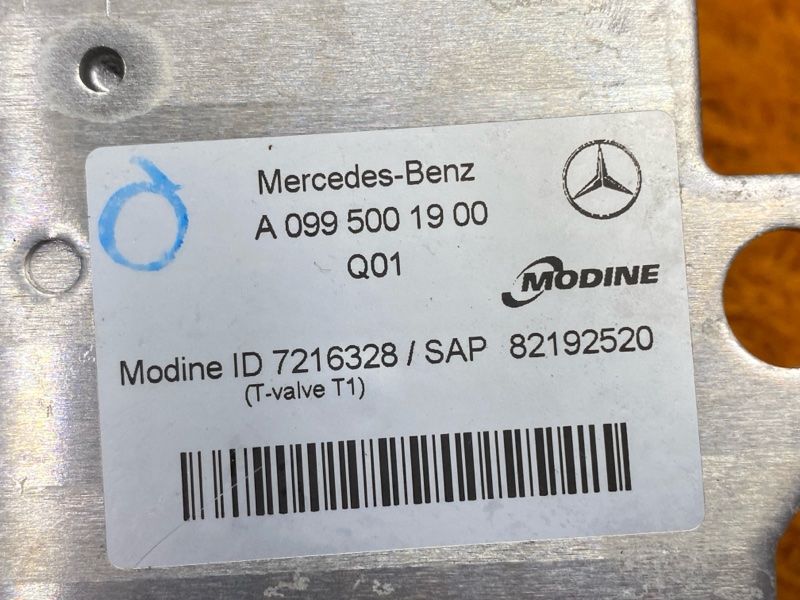 Mercedes-Benz
A 099 500 19 00
Q01
MODINE
Modine ID 7216328 / SAP 82192520
(T-valve T1)